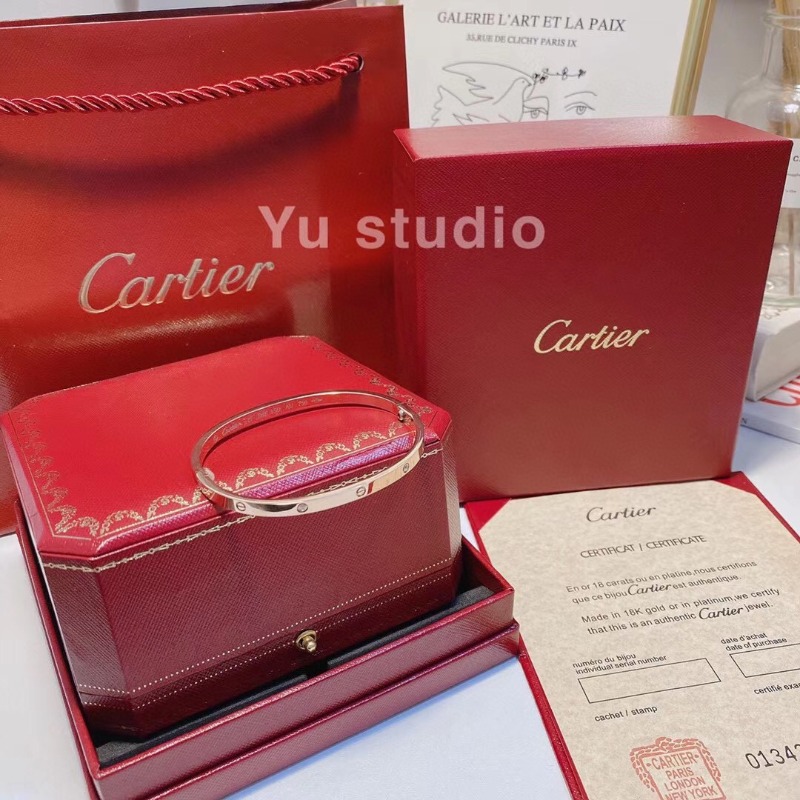 GALERIE L'ART ET LA PAIX
33,RUE DE CLICHY PARIS IX
Yu studio
Cartier
Cartier
Cartier
CERTIFICAT / CERTIFICATE
En or 18 carats ou en platine,nous certifions
que ce bijou Cartier est authentique.
Made in 18K gold or in platinum,we certify
that this is an authentic Cartier jewel.
numéro du bijou
individual serial number
date d'achat
date of purchase
cachet / stamp
certifié exa
CARTIER
PARIS
LONDON
NEW YORK
0134